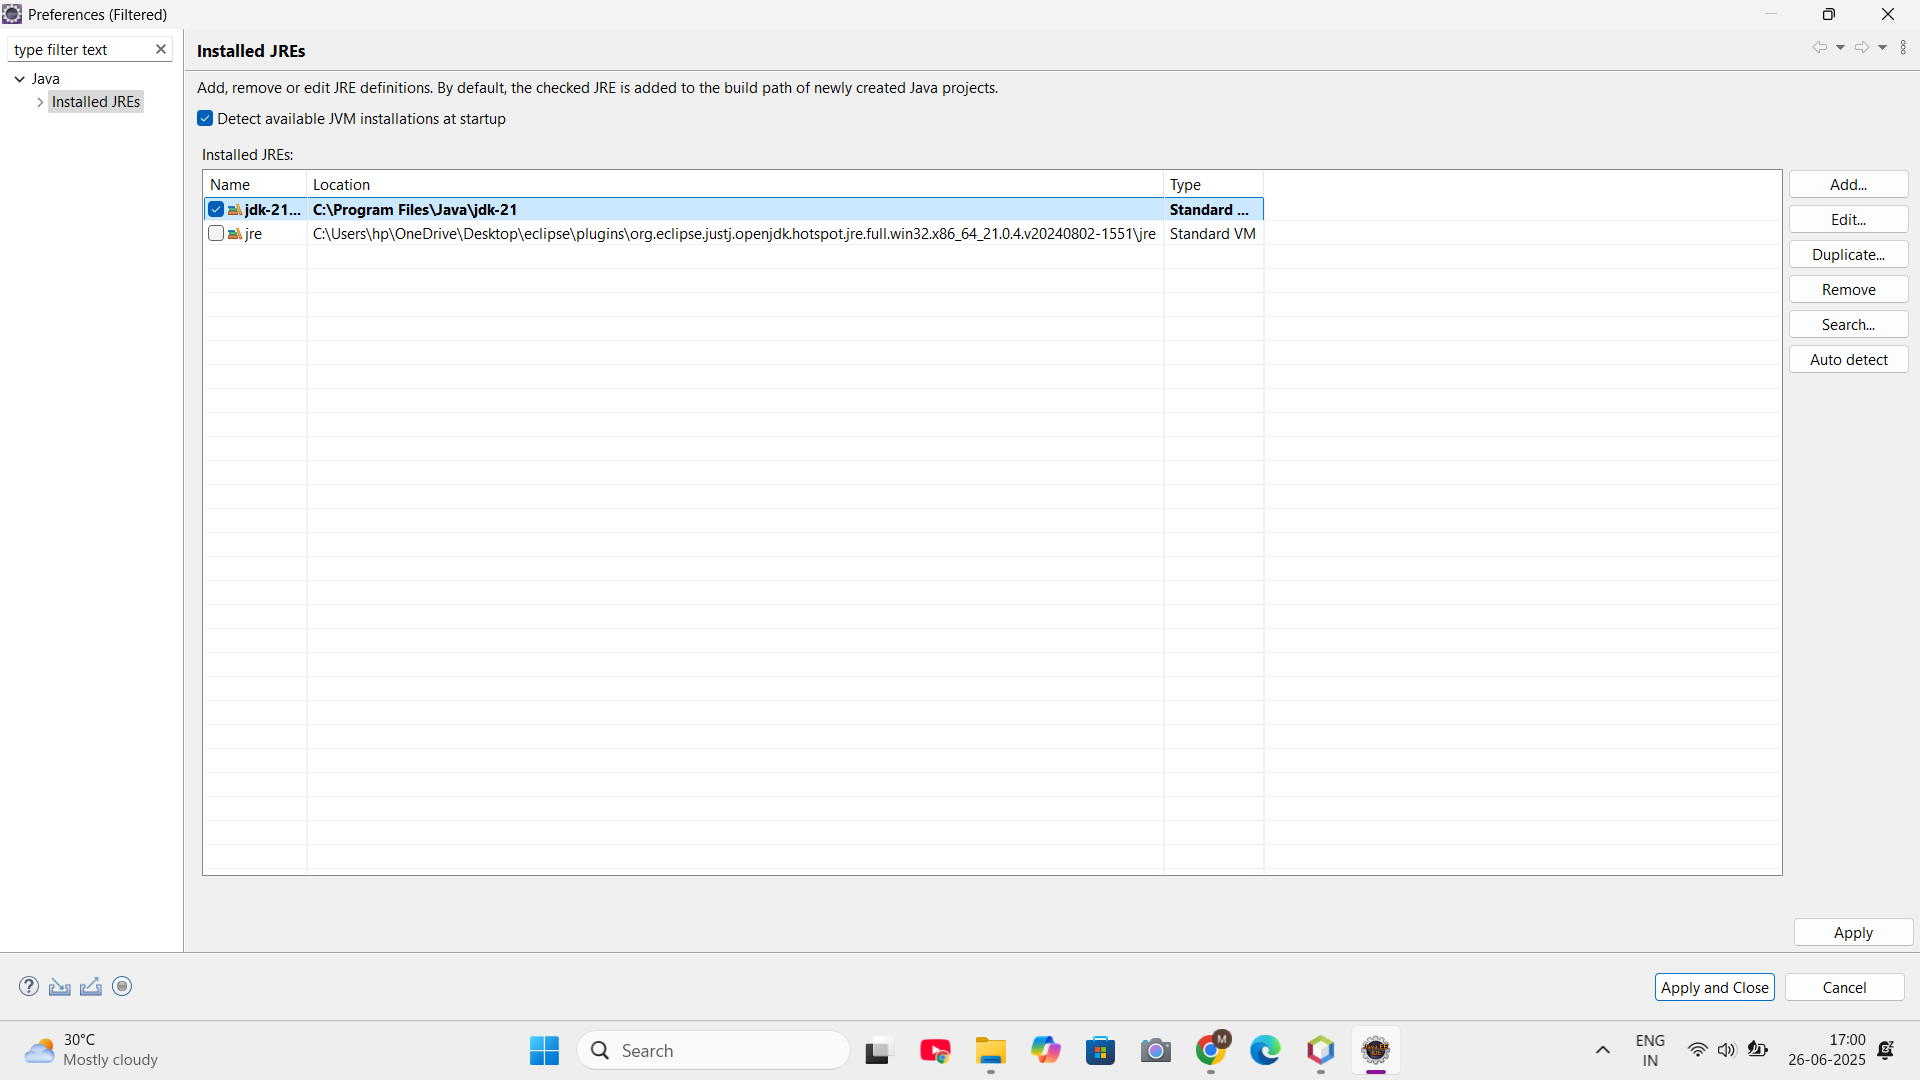 Preferences (Filtered)
type filter text
Java
Installed JREs
Installed JREs
Add, remove or edit JRE definitions. By default, the checked JRE is added to the build path of newly created Java projects.
Detect available JVM installations at startup
Installed JREs:
Name Location Type
jdk-21... C:\Program Files\Java\jdk-21 Standard ...
jre C:\Users\hp\OneDrive\Desktop\eclipse\plugins\org.eclipse.justj.openjdk.hotspot.jre.full.win32.x86_64_21.0.4.v20240802-1551\jre Standard VM
Add...
Edit...
Duplicate...
Remove
Search...
Auto detect
Apply
Apply and Close
Cancel
30°C
Mostly cloudy
Search
M
ENG
IN
17:00
26-06-2025